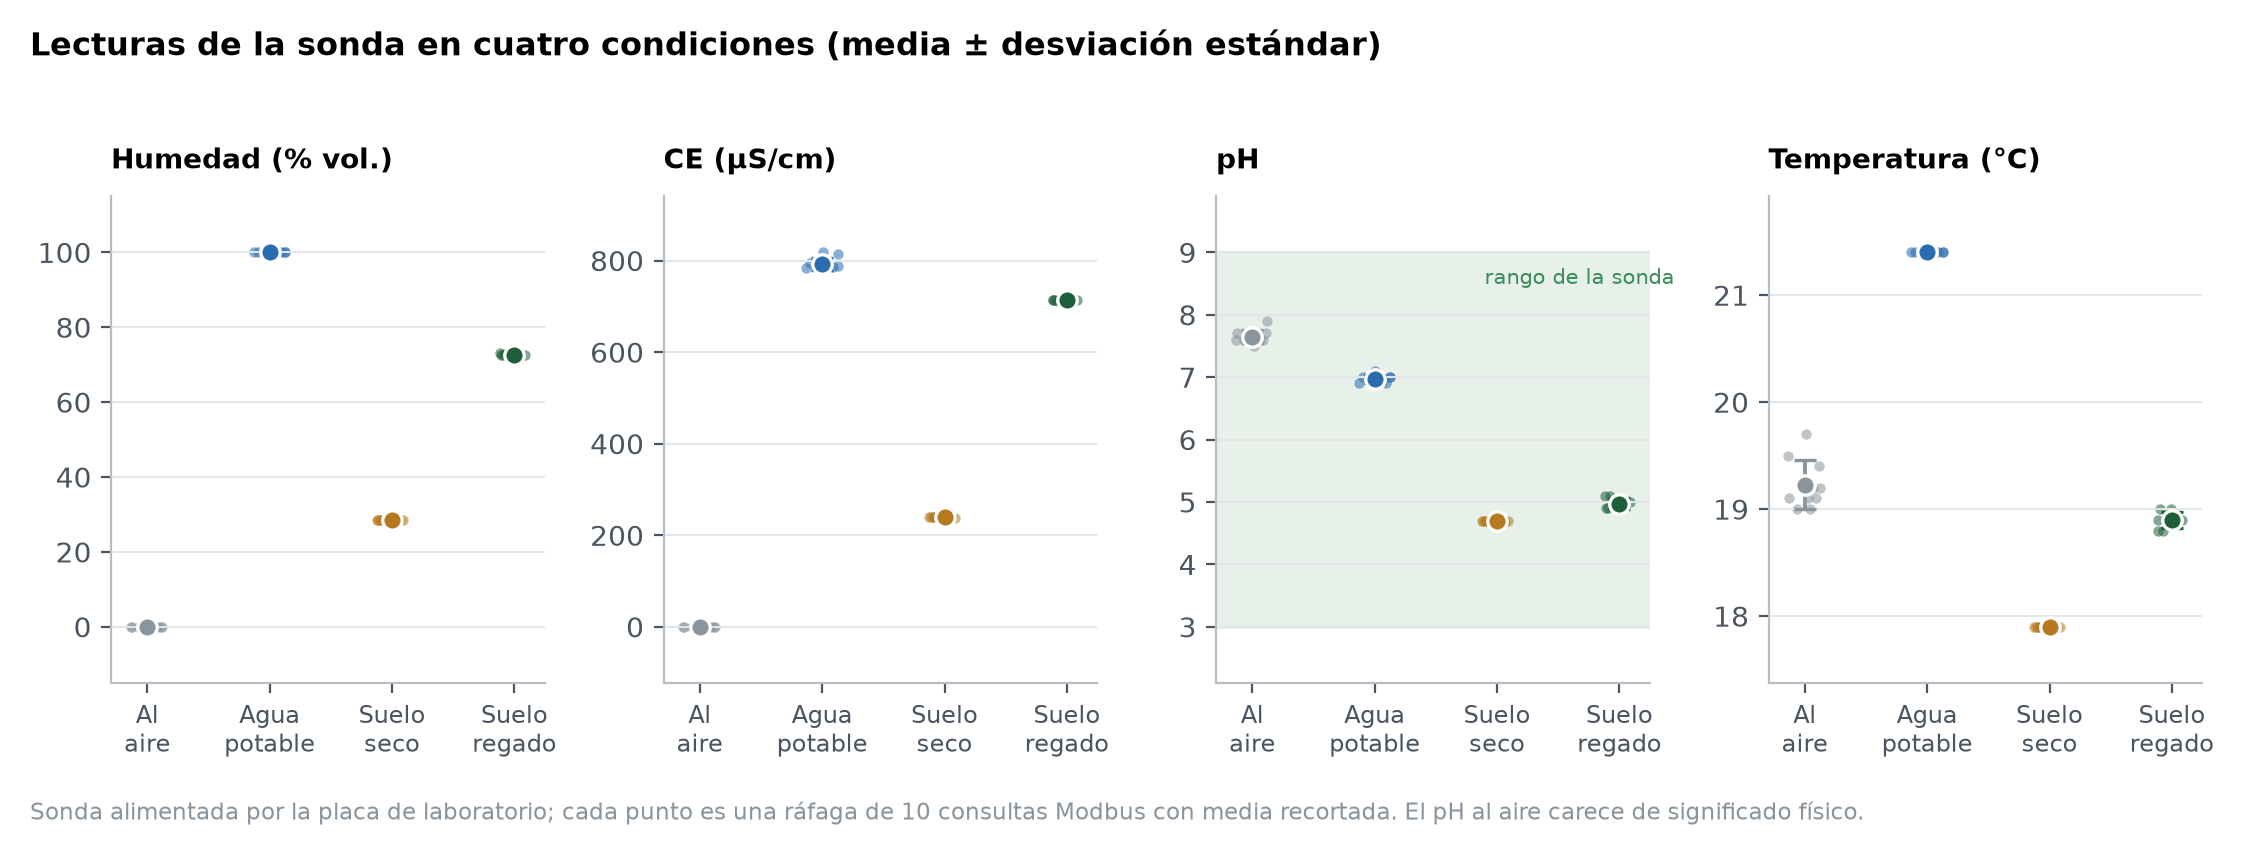 Lecturas de la sonda en cuatro condiciones (media ± desviación estándar)
Humedad (% vol.)
100
80
60
40
20
0
Al aire
Agua potable
Suelo seco
Suelo regado
CE (µS/cm)
800
600
400
200
0
Al aire
Agua potable
Suelo seco
Suelo regado
pH
9
8
7
6
5
4
3
rango de la sonda
Al aire
Agua potable
Suelo seco
Suelo regado
Temperatura (°C)
21
20
19
18
Al aire
Agua potable
Suelo seco
Suelo regado
Sonda alimentada por la placa de laboratorio; cada punto es una ráfaga de 10 consultas Modbus con media recortada. El pH al aire carece de significado físico.